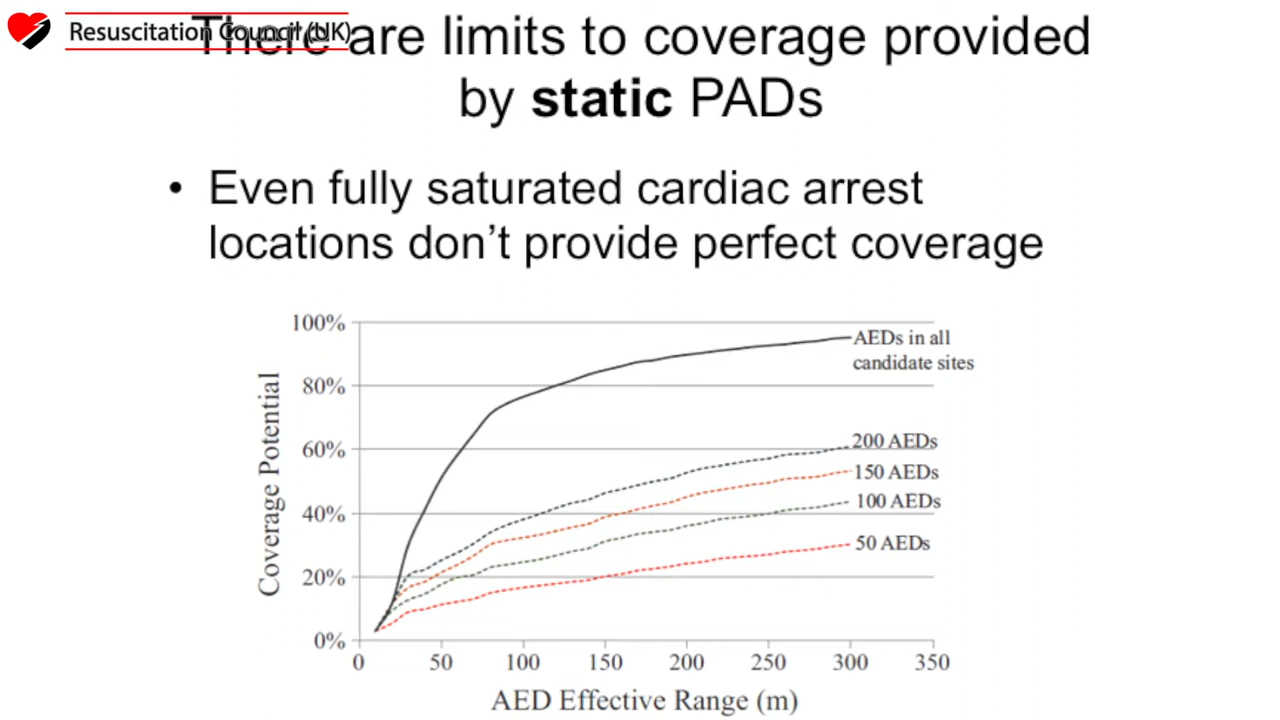 Resuscitation Council (UK)
There are limits to coverage provided
by static PADs
• Even fully saturated cardiac arrest
locations don't provide perfect coverage
100%
80%
60%
40%
20%
0%
Coverage Potential
AEDs in all
candidate sites
200 AEDs
150 AEDs
100 AEDs
50 AEDs
0 50 100 150 200 250 300 350
AED Effective Range (m)